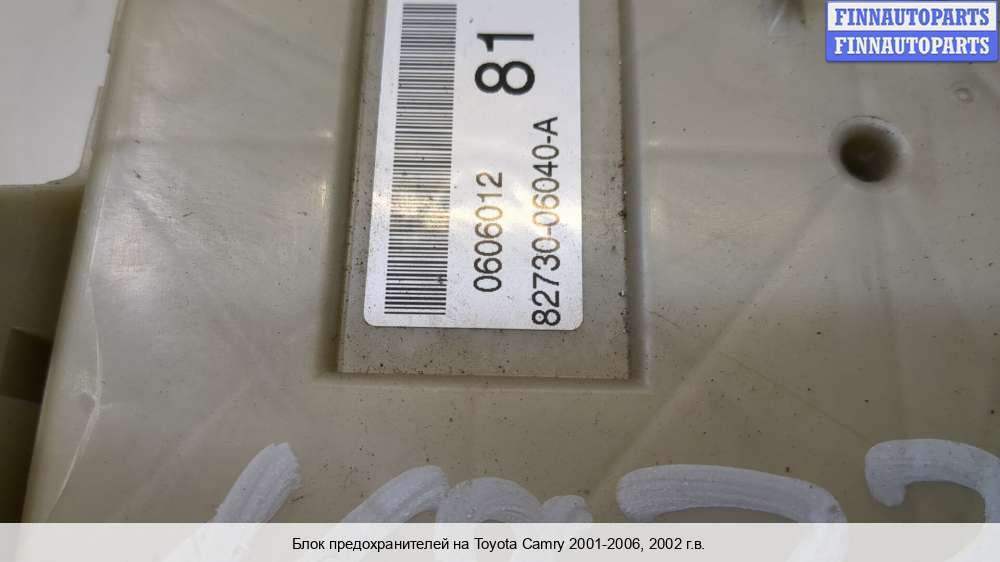 FINNAUTOPARTS
FINNAUTOPARTS
81
0606012
82730-06040-A
Блок предохранителей на Toyota Camry 2001-2006, 2002 г.в.